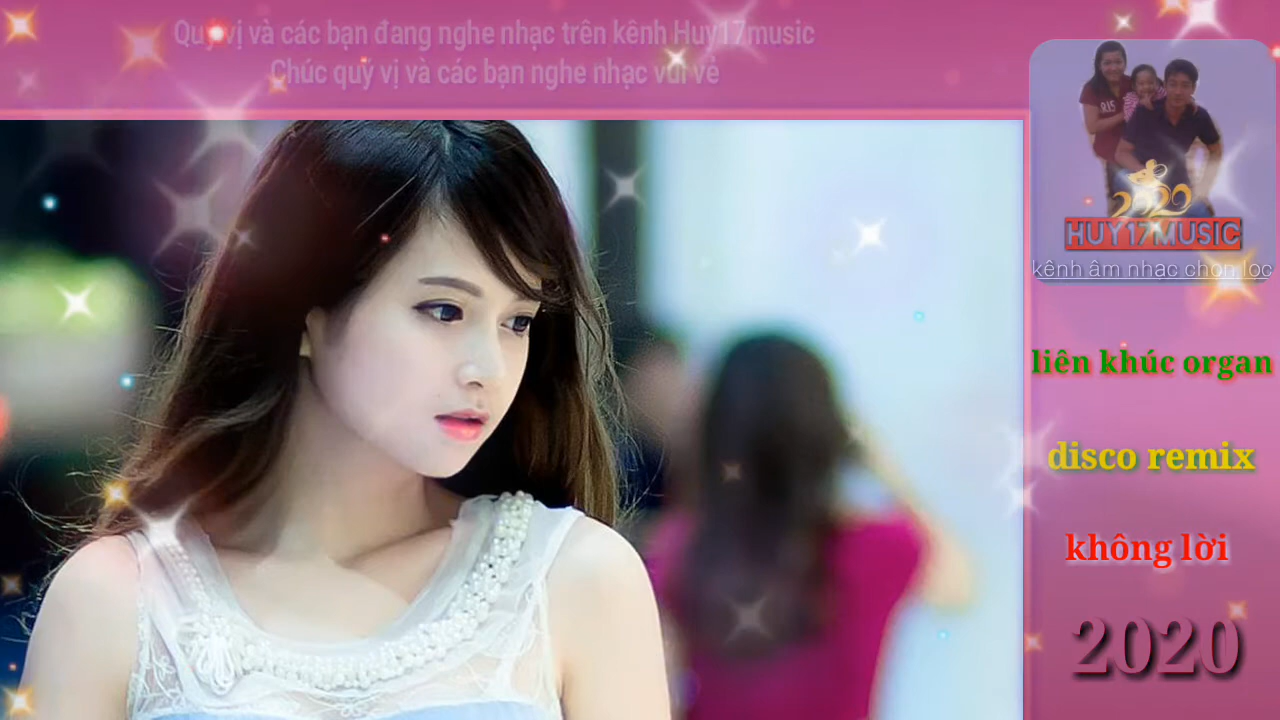 Quý vị và các bạn đang nghe nhạc trên kênh Huy17music
Chúc quý vị và các bạn nghe nhạc vui vẻ
2020
HUY17MUSIC
kênh âm nhạc chọn lọc
liên khúc organ
disco remix
không lời
2020